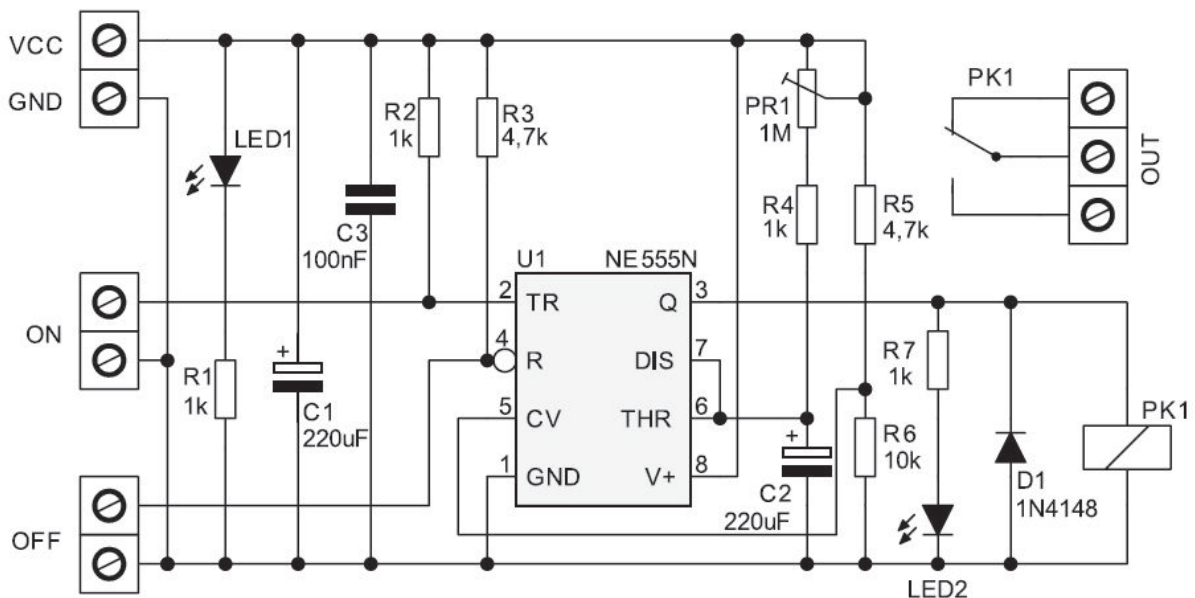 VCC
GND
LED1
R2
1k
R3
4,7k
PR1
1M
PK1
OUT
C3
100nF
R4
1k
R5
4,7k
U1
NE555N
ON
2
TR
Q
3
4
R
DIS
7
5
CV
THR
6
1
GND
V+
8
R1
1k
+
C1
220uF
+
C2
220uF
R6
10k
R7
1k
D1
1N4148
PK1
OFF
LED2